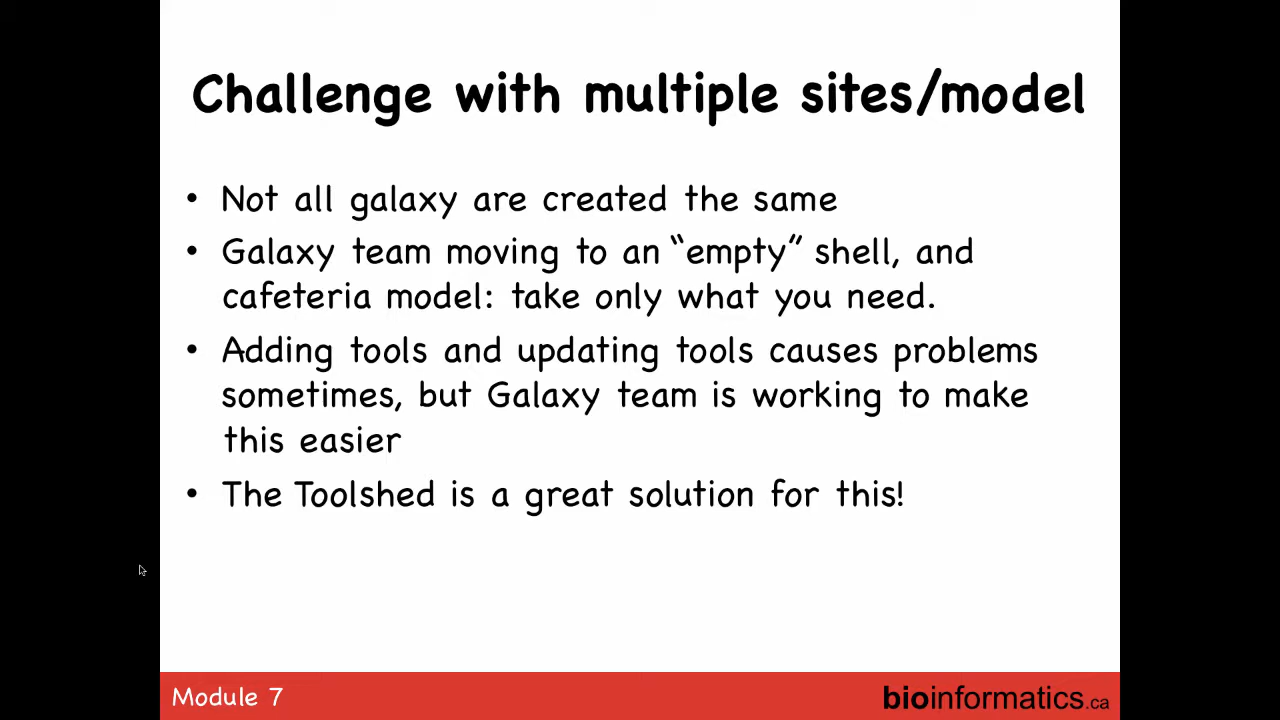 Challenge with multiple sites/model
• Not all galaxy are created the same
• Galaxy team moving to an “empty” shell, and
cafeteria model: take only what you need.
• Adding tools and updating tools causes problems
sometimes, but Galaxy team is working to make
this easier
• The Toolshed is a great solution for this!
Module 7
bioinformatics.ca